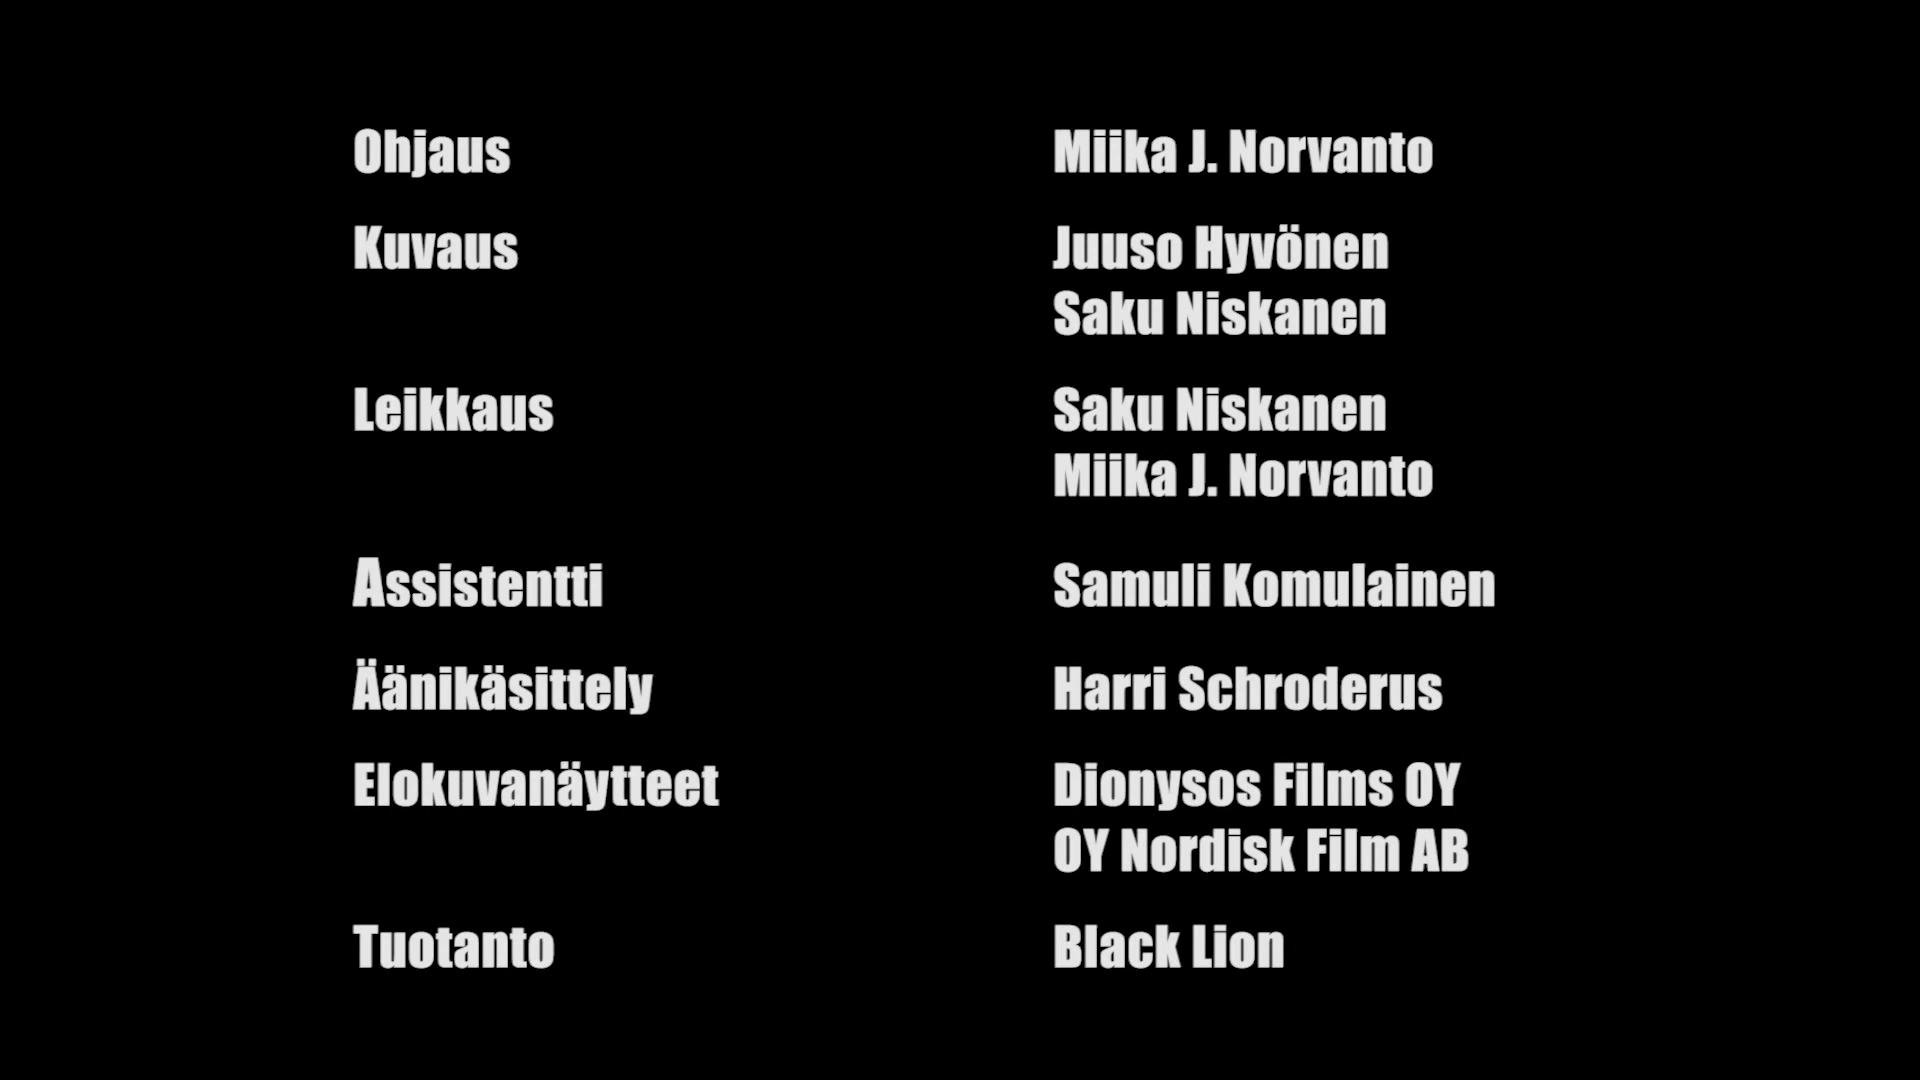 Ohjaus Miika J. Norvanto
Kuvaus Juuso Hyvönen
Saku Niskanen
Leikkaus Saku Niskanen
Miika J. Norvanto
Assistentti Samuli Komulainen
Äänikäsittely Harri Schroderus
Elokuvanäytteet Dionysos Films OY
OY Nordisk Film AB
Tuotanto Black Lion